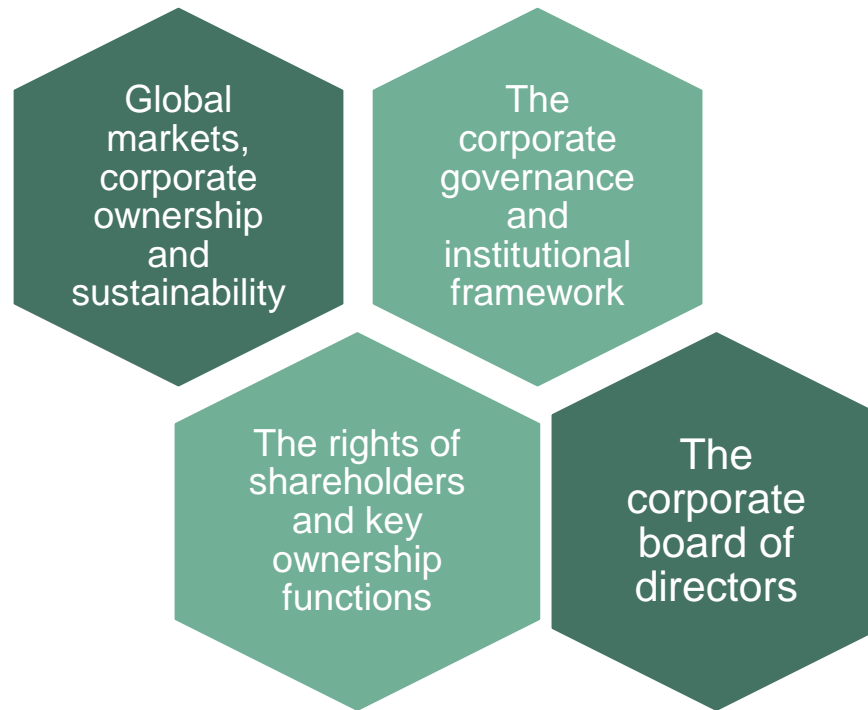 Global
markets,
corporate
ownership
and
sustainability
The
corporate
governance
and
institutional
framework
The rights of
shareholders
and key
ownership
functions
The
corporate
board of
directors